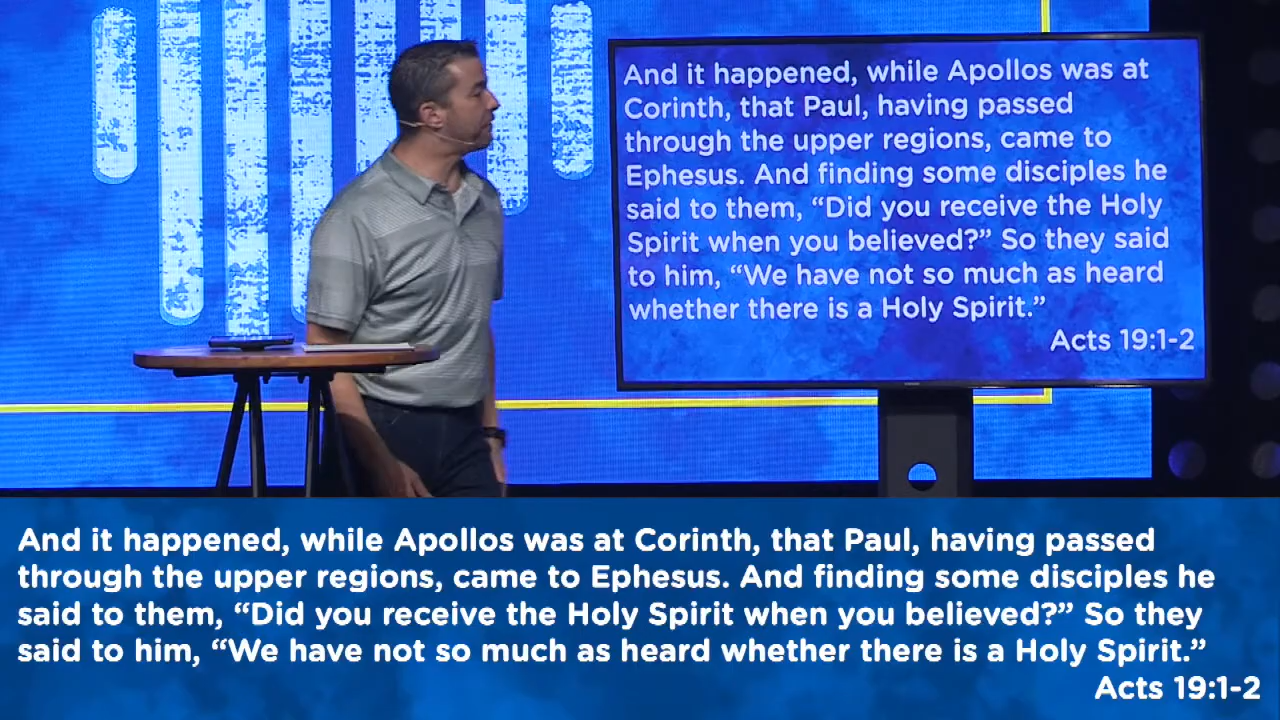 And it happened, while Apollos was at
Corinth, that Paul, having passed
through the upper regions, came to
Ephesus. And finding some disciples he
said to them, “Did you receive the Holy
Spirit when you believed?” So they said
to him, “We have not so much as heard
whether there is a Holy Spirit.”
Acts 19:1-2
And it happened, while Apollos was at Corinth, that Paul, having passed
through the upper regions, came to Ephesus. And finding some disciples he
said to them, “Did you receive the Holy Spirit when you believed?” So they
said to him, “We have not so much as heard whether there is a Holy Spirit.”
Acts 19:1-2